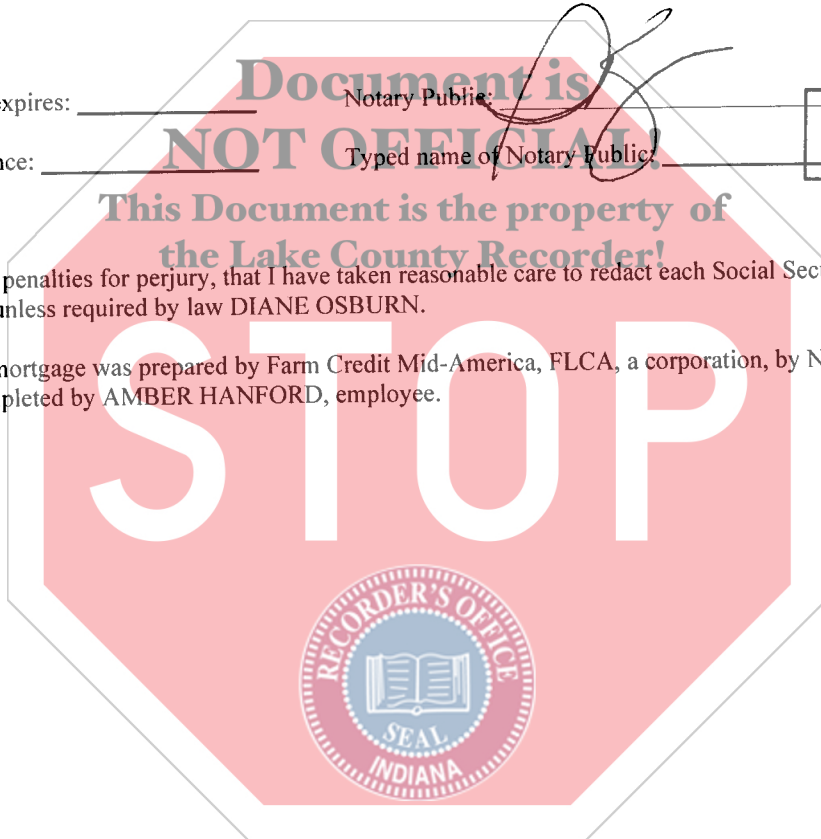 Document is
expires: Notary Public:
NOT OFFICIAL!
nce: Typed name of Notary Public:
This Document is the property of
the Lake County Recorder!
penalties for perjury, that I have taken reasonable care to redact each Social Secu
unless required by law DIANE OSBURN.
mortgage was prepared by Farm Credit Mid-America, FLCA, a corporation, by N
pleted by AMBER HANFORD, employee.
STOP
RECORDER'S OFFICE
SEAL
INDIANA